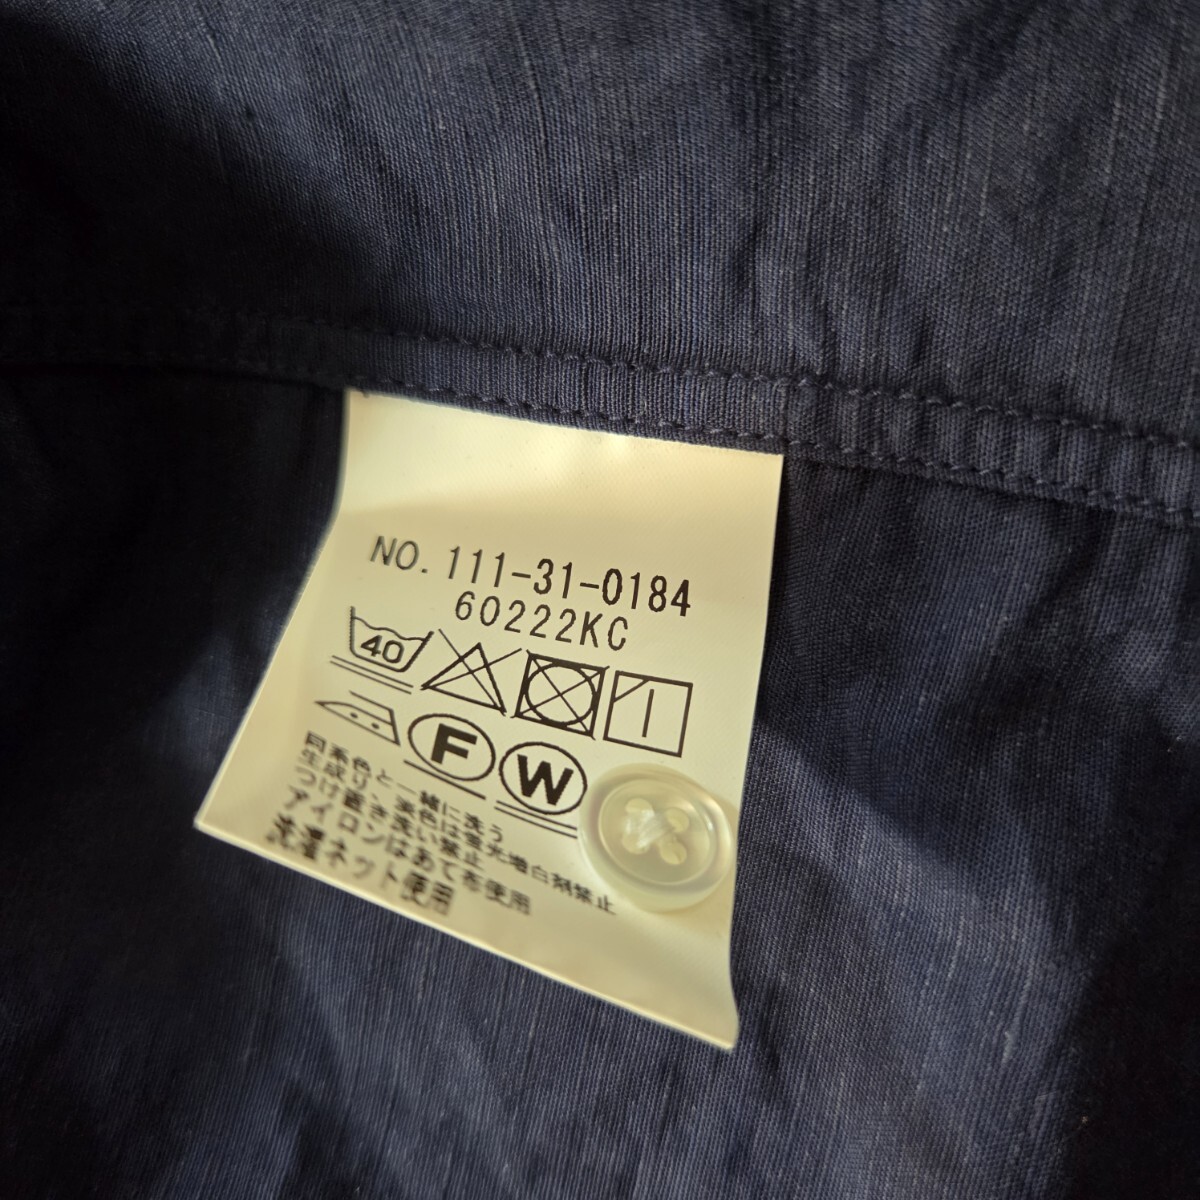 NO. 111-31-0184
60222KC
40
F W
同系色と一緒に洗う
生成り、淡色は蛍光増白剤禁止
つけ置き洗い禁止
アイロンはあて布使用
洗濯ネット使用